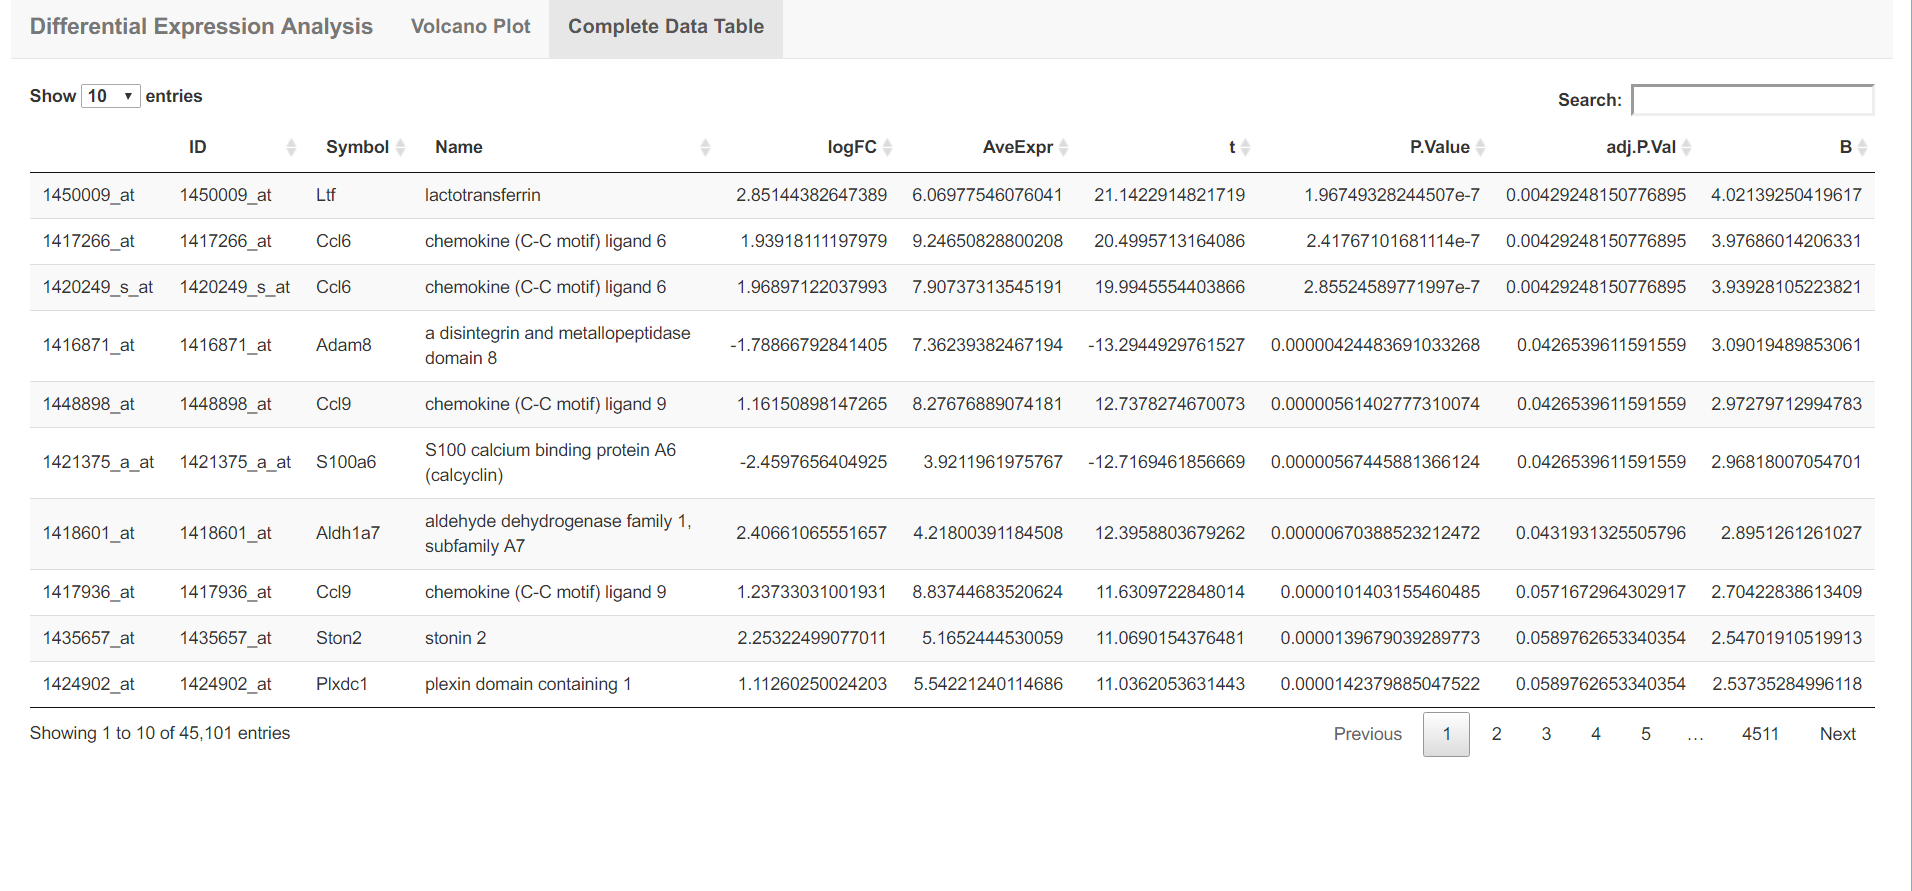 Differential Expression Analysis Volcano Plot Complete Data Table
Show 10 entries Search:
ID Symbol Name logFC AveExpr t P.Value adj.P.Val B
1450009_at 1450009_at Ltf lactotransferrin 2.85144382647389 6.06977546076041 21.1422914821719 1.96749328244507e-7 0.00429248150776895 4.02139250419617
1417266_at 1417266_at Ccl6 chemokine (C-C motif) ligand 6 1.93918111197979 9.24650828800208 20.4995713164086 2.41767101681114e-7 0.00429248150776895 3.97686014206331
1420249_s_at 1420249_s_at Ccl6 chemokine (C-C motif) ligand 6 1.96897122037993 7.90737313545191 19.9945554403866 2.85524589771997e-7 0.00429248150776895 3.93928105223821
1416871_at 1416871_at Adam8 a disintegrin and metallopeptidase domain 8 -1.78866792841405 7.36239382467194 -13.2944929761527 0.00000424483691033268 0.0426539611591559 3.09019489853061
1448898_at 1448898_at Ccl9 chemokine (C-C motif) ligand 9 1.16150898147265 8.27676889074181 12.7378274670073 0.00000561402777310074 0.0426539611591559 2.97279712994783
1421375_a_at 1421375_a_at S100a6 S100 calcium binding protein A6 (calcyclin) -2.4597656404925 3.9211961975767 -12.7169461856669 0.00000567445881366124 0.0426539611591559 2.96818007054701
1418601_at 1418601_at Aldh1a7 aldehyde dehydrogenase family 1, subfamily A7 2.40661065551657 4.21800391184508 12.3958803679262 0.00000670388523212472 0.0431931325505796 2.8951261261027
1417936_at 1417936_at Ccl9 chemokine (C-C motif) ligand 9 1.23733031001931 8.83744683520624 11.6309722848014 0.0000101403155460485 0.0571672964302917 2.70422838613409
1435657_at 1435657_at Ston2 stonin 2 2.25322499077011 5.1652444530059 11.0690154376481 0.0000139679039289773 0.0589762653340354 2.54701910519913
1424902_at 1424902_at Plxdc1 plexin domain containing 1 1.11260250024203 5.54221240114686 11.0362053631443 0.0000142379885047522 0.0589762653340354 2.53735284996118
Showing 1 to 10 of 45,101 entries Previous 1 2 3 4 5 … 4511 Next